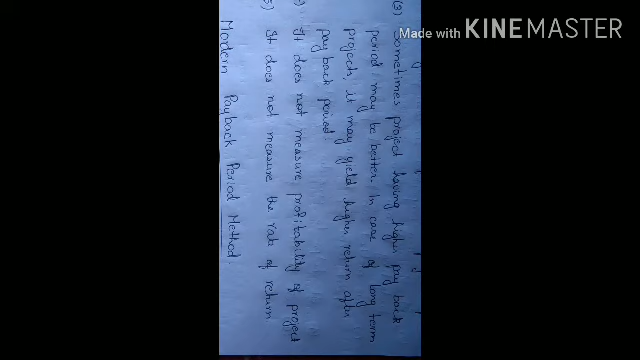 Made with KINEMASTER
(3) Sometimes project having higher pay back
period may be better. In case of long term
projects, it may yield higher return after
pay back period.
) It does not measure profitability of project
5) It does not measure the rate of return
Modern Payback Period Method.